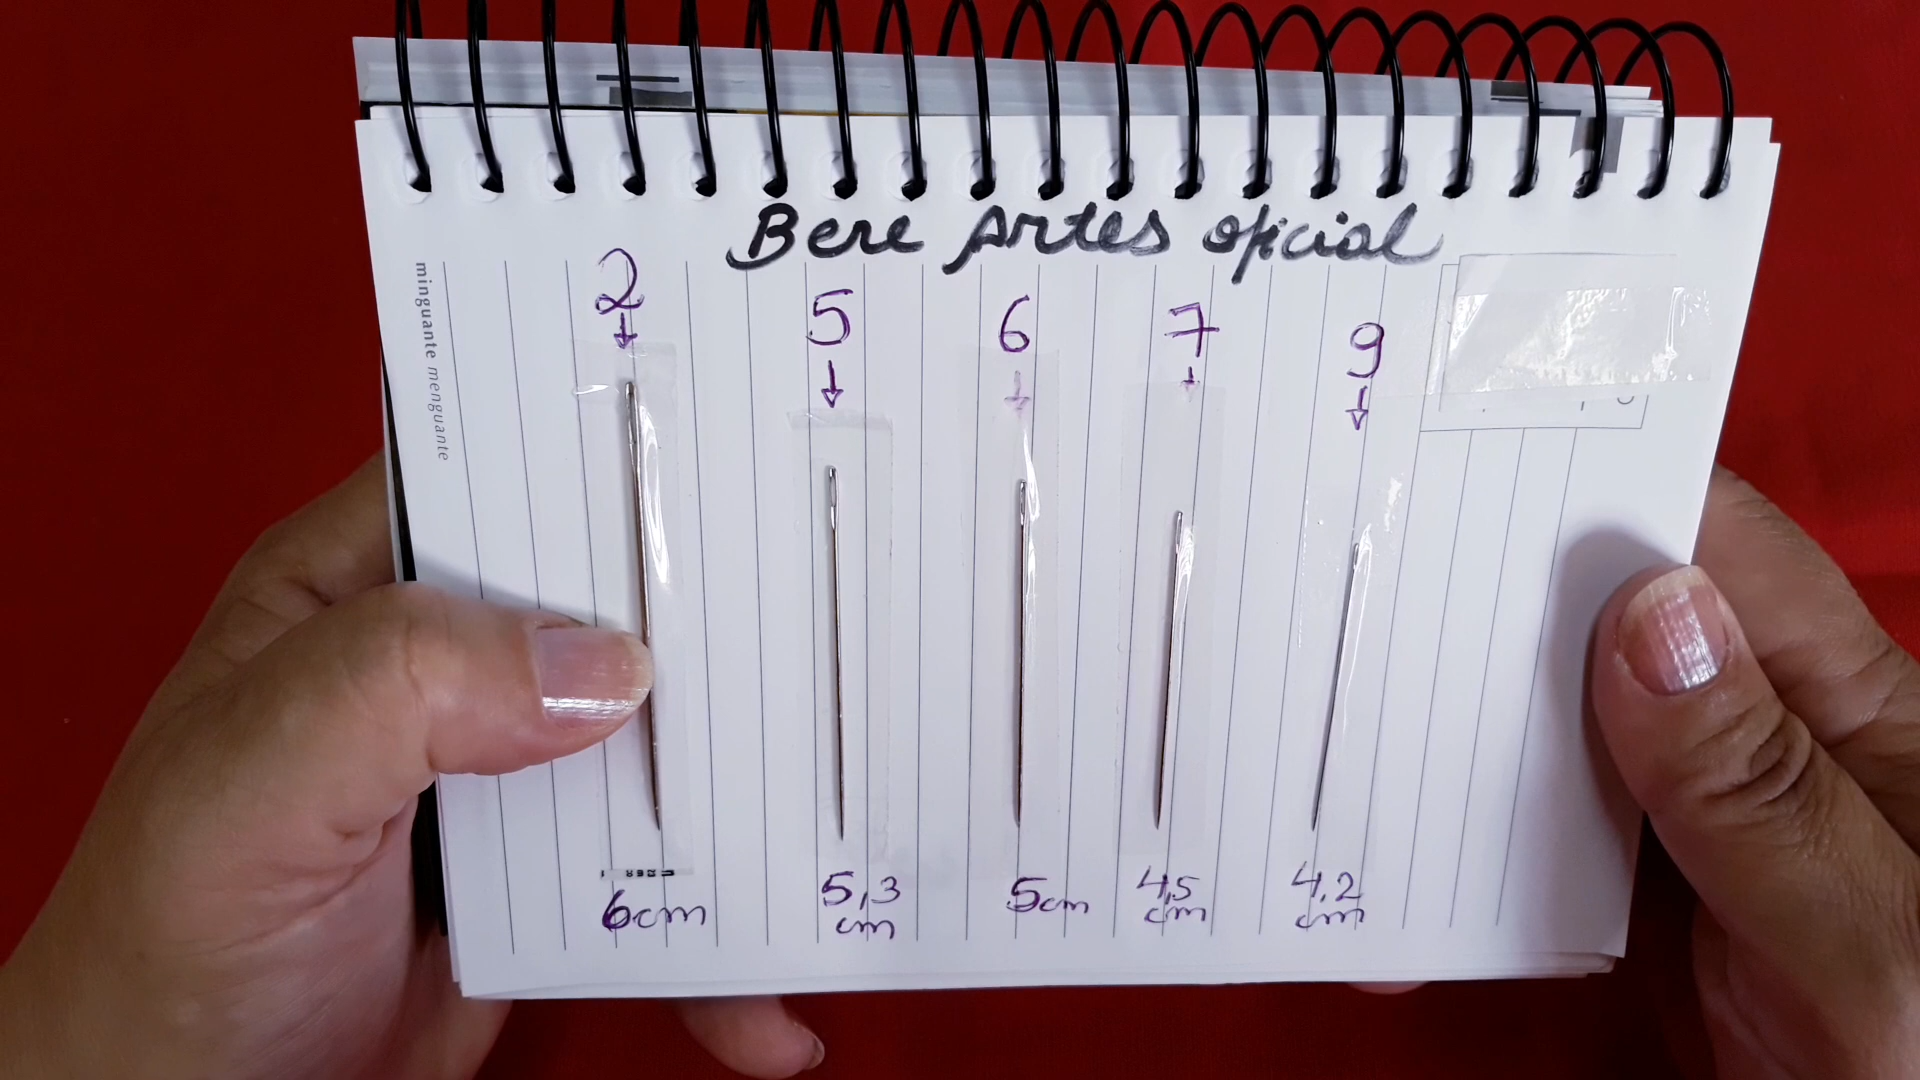 Bere Artes oficial
minguante menguante
2 5 6 7 9
6cm 5,3 cm 5cm 4,5 cm 4,2 cm